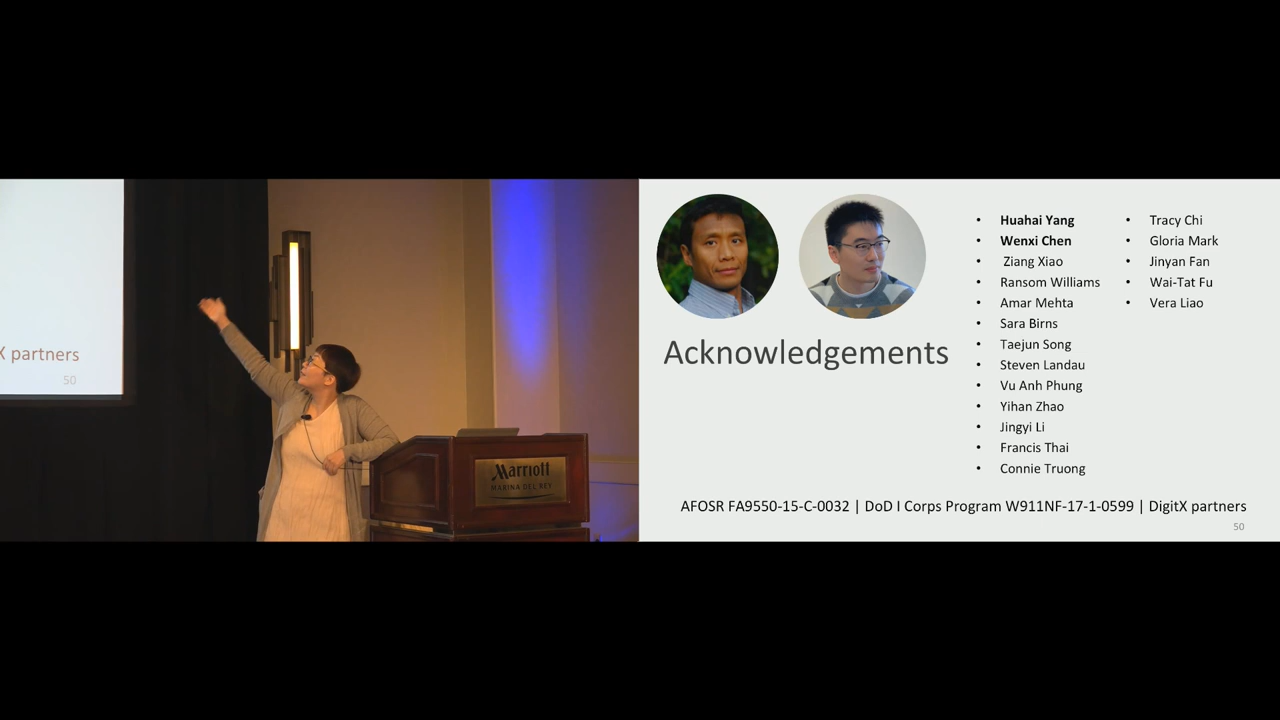 X partners
50
Marriott
MARINA DEL REY
Acknowledgements
• Huahai Yang
• Wenxi Chen
• Ziang Xiao
• Ransom Williams
• Amar Mehta
• Sara Birns
• Taejun Song
• Steven Landau
• Vu Anh Phung
• Yihan Zhao
• Jingyi Li
• Francis Thai
• Connie Truong
• Tracy Chi
• Gloria Mark
• Jinyan Fan
• Wai-Tat Fu
• Vera Liao
AFOSR FA9550-15-C-0032 | DoD I Corps Program W911NF-17-1-0599 | DigitX partners
50